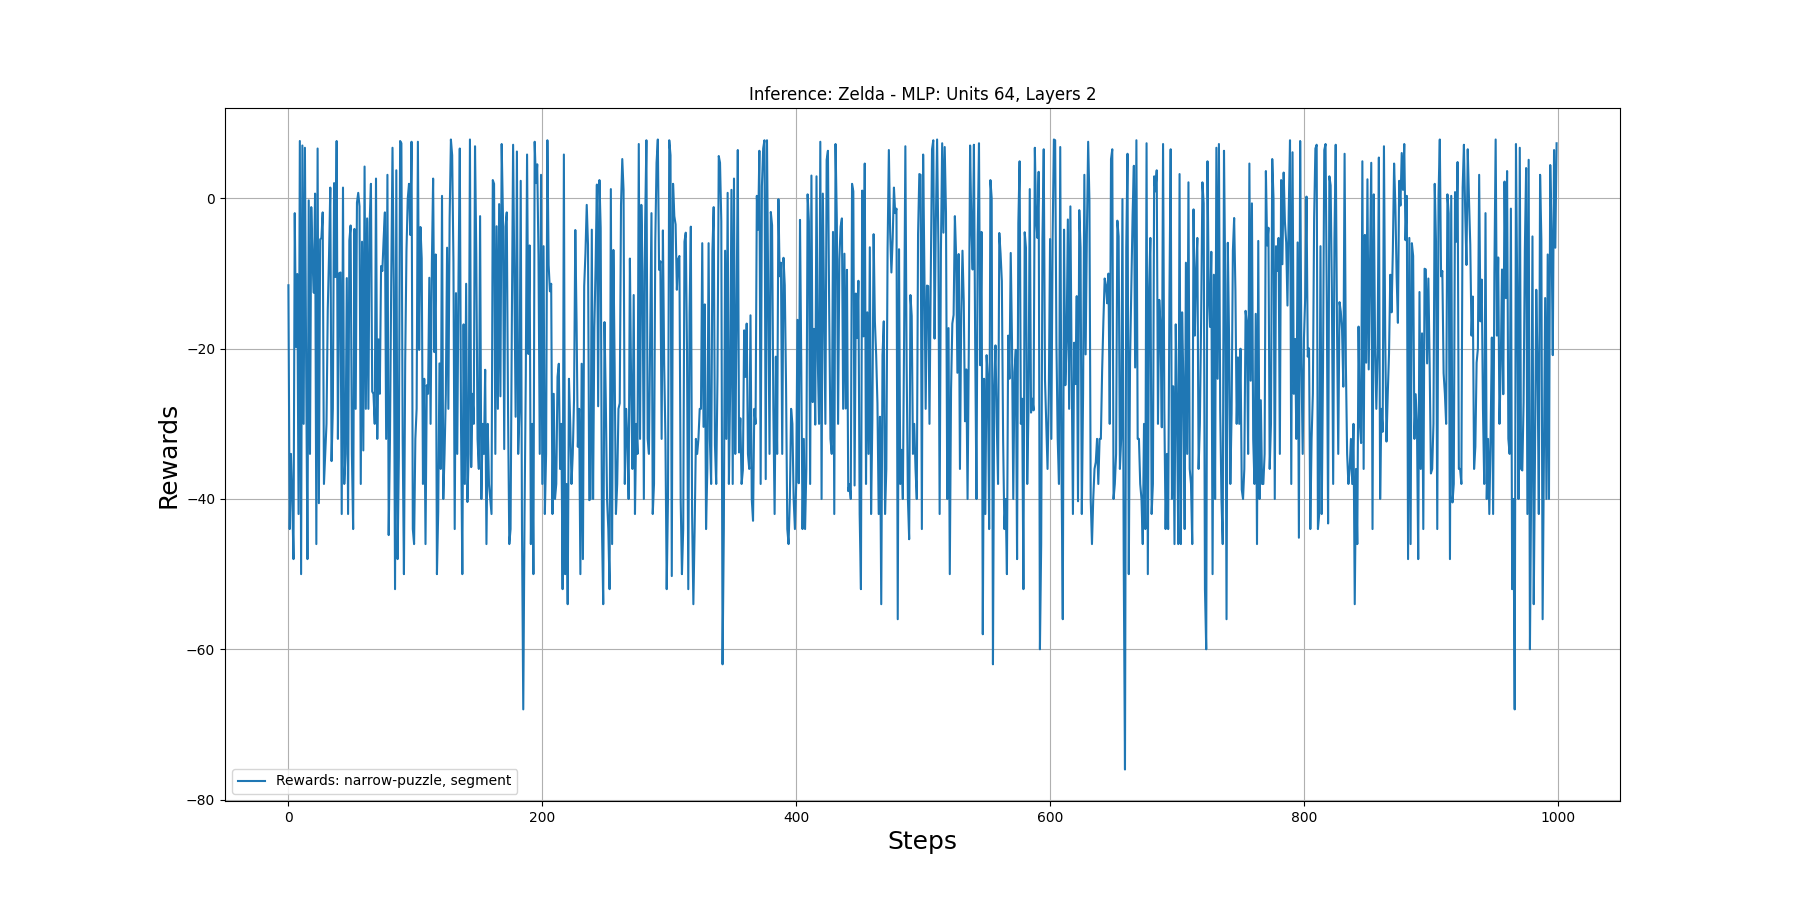 Inference: Zelda - MLP: Units 64, Layers 2
Rewards
0
−20
−40
−60
−80
Rewards: narrow-puzzle, segment
0 200 400 600 800 1000
Steps